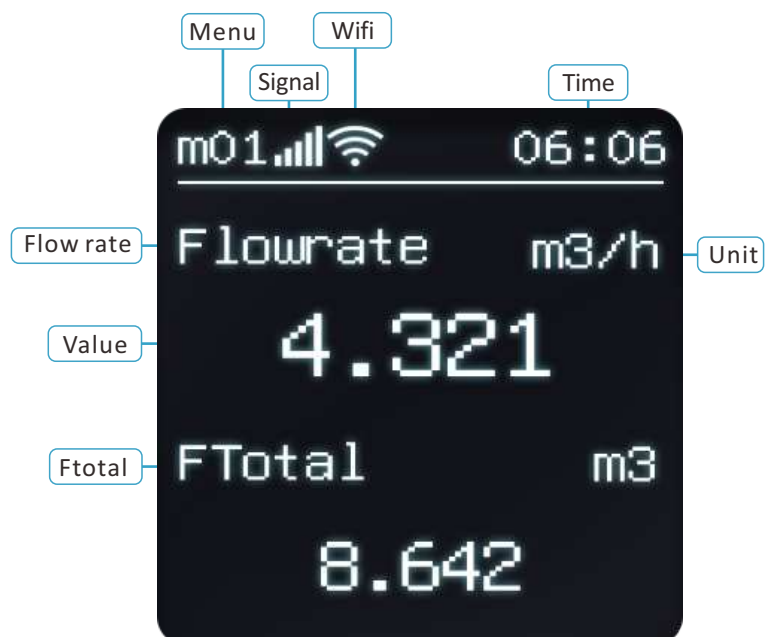 Menu
Wifi
Signal
Time
m01 06:06
Flow rate
Flowrate m3/h
Unit
Value
4.321
Ftotal
FTotal m3
8.642